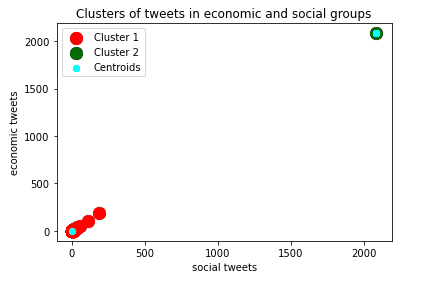 Clusters of tweets in economic and social groups
Cluster 1
Cluster 2
Centroids
economic tweets
2000
1500
1000
500
0
0 500 1000 1500 2000
social tweets